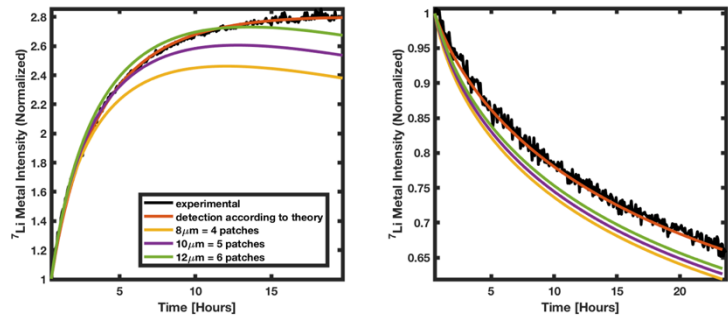 2.8
2.6
2.4
2.2
2
1.8
1.6
1.4
1.2
1
⁷Li Metal Intensity (Normalized)
experimental
detection according to theory
8μm = 4 patches
10μm = 5 patches
12μm = 6 patches
5 10 15
Time [Hours]
1
0.95
0.9
0.85
0.8
0.75
0.7
0.65
⁷Li Metal Intensity (Normalized)
5 10 15 20
Time [Hours]